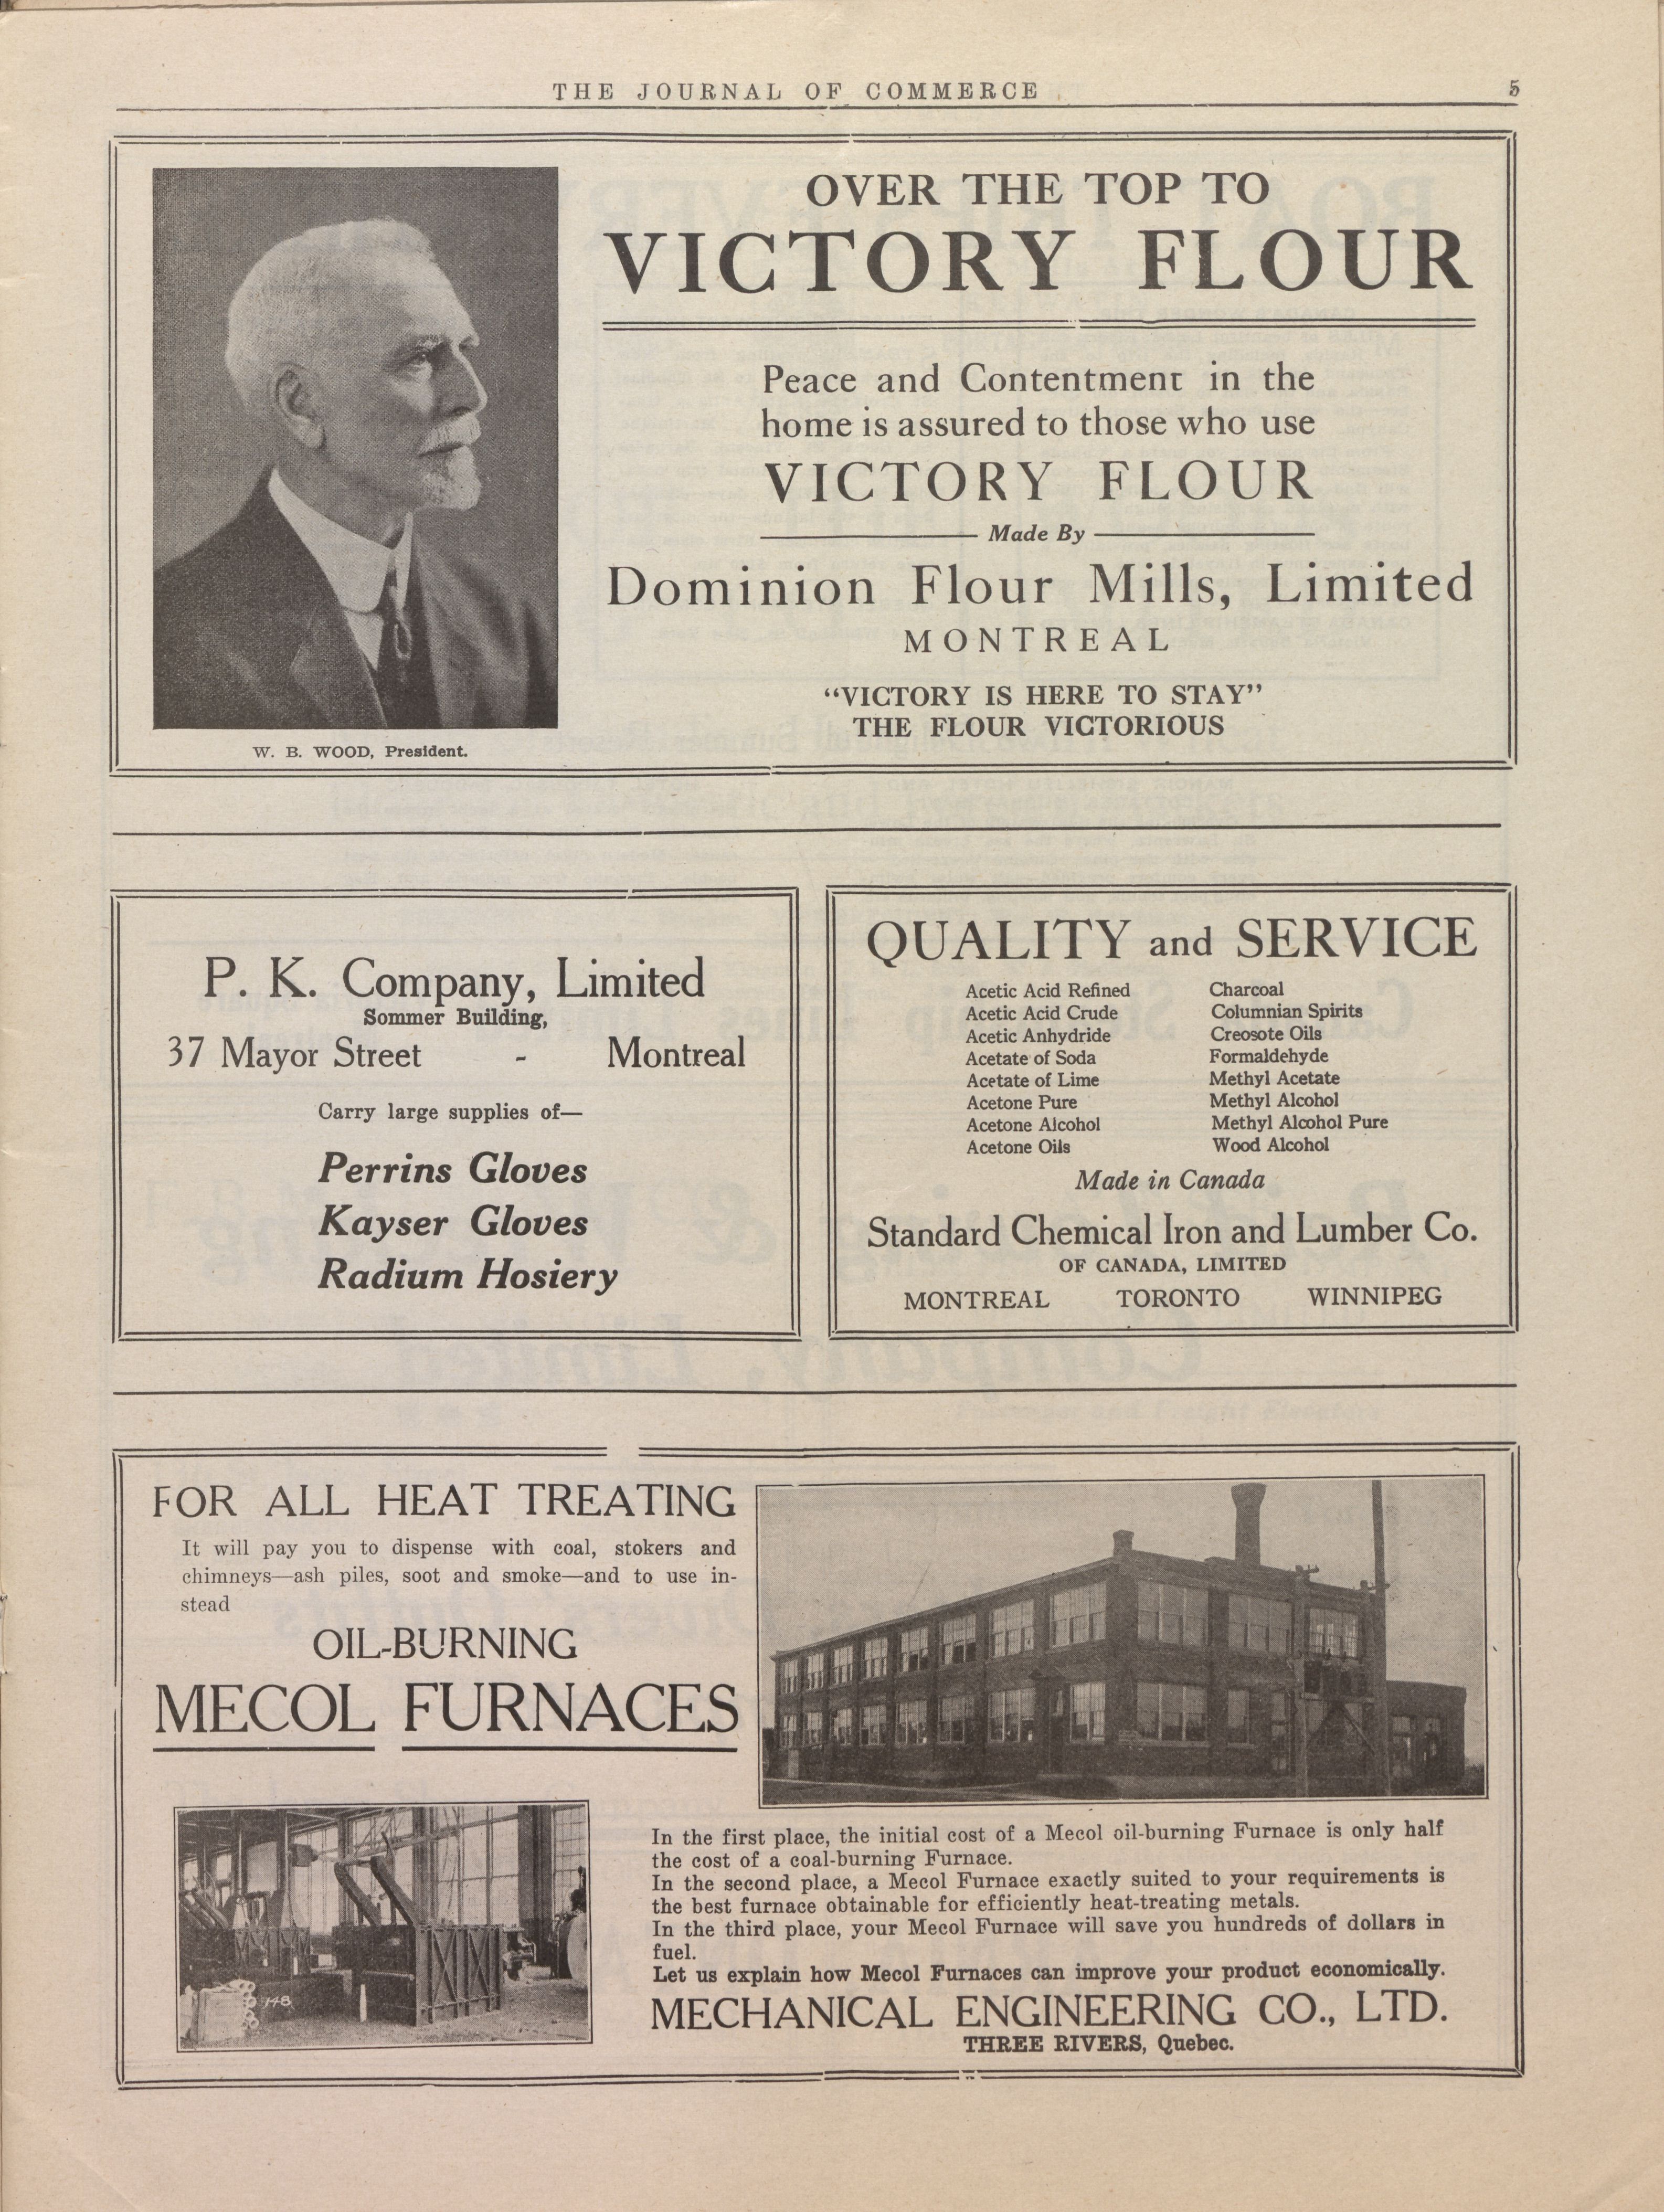 THE JOURNAL OF COMMERCE 5
OVER THE TOP TO
VICTORY FLOUR
Peace and Contentment in the
home is assured to those who use
VICTORY FLOUR
Made By
Dominion Flour Mills, Limited
MONTREAL
"VICTORY IS HERE TO STAY"
THE FLOUR VICTORIOUS
W. B. WOOD, President.
P. K. Company, Limited
Sommer Building,
37 Mayor Street - Montreal
Carry large supplies of—
Perrins Gloves
Kayser Gloves
Radium Hosiery
QUALITY and SERVICE
Acetic Acid Refined
Acetic Acid Crude
Acetic Anhydride
Acetate of Soda
Acetate of Lime
Acetone Pure
Acetone Alcohol
Acetone Oils
Charcoal
Columnian Spirits
Creosote Oils
Formaldehyde
Methyl Acetate
Methyl Alcohol
Methyl Alcohol Pure
Wood Alcohol
Made in Canada
Standard Chemical Iron and Lumber Co.
OF CANADA, LIMITED
MONTREAL TORONTO WINNIPEG
FOR ALL HEAT TREATING
It will pay you to dispense with coal, stokers and
chimneys—ash piles, soot and smoke—and to use in-
stead
OIL-BURNING
MECOL FURNACES
148
In the first place, the initial cost of a Mecol oil-burning Furnace is only half
the cost of a coal-burning Furnace.
In the second place, a Mecol Furnace exactly suited to your requirements is
the best furnace obtainable for efficiently heat-treating metals.
In the third place, your Mecol Furnace will save you hundreds of dollars in
fuel.
Let us explain how Mecol Furnaces can improve your product economically.
MECHANICAL ENGINEERING CO., LTD.
THREE RIVERS, Quebec.